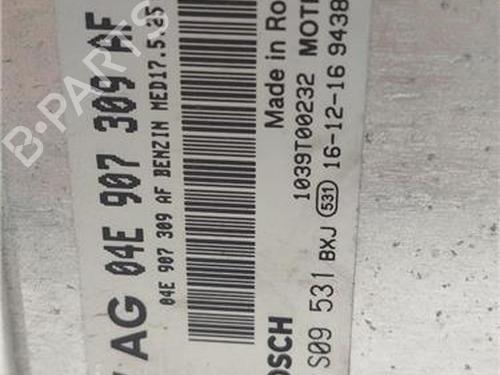 AG 04E 907 309 AF
04E 907 309 AF BENZIN MED17.5.25
Made in Ro
1039T00232 MOT
OSCH
S09 531 BXJ 531 16-12-16 9438
B-PARTS